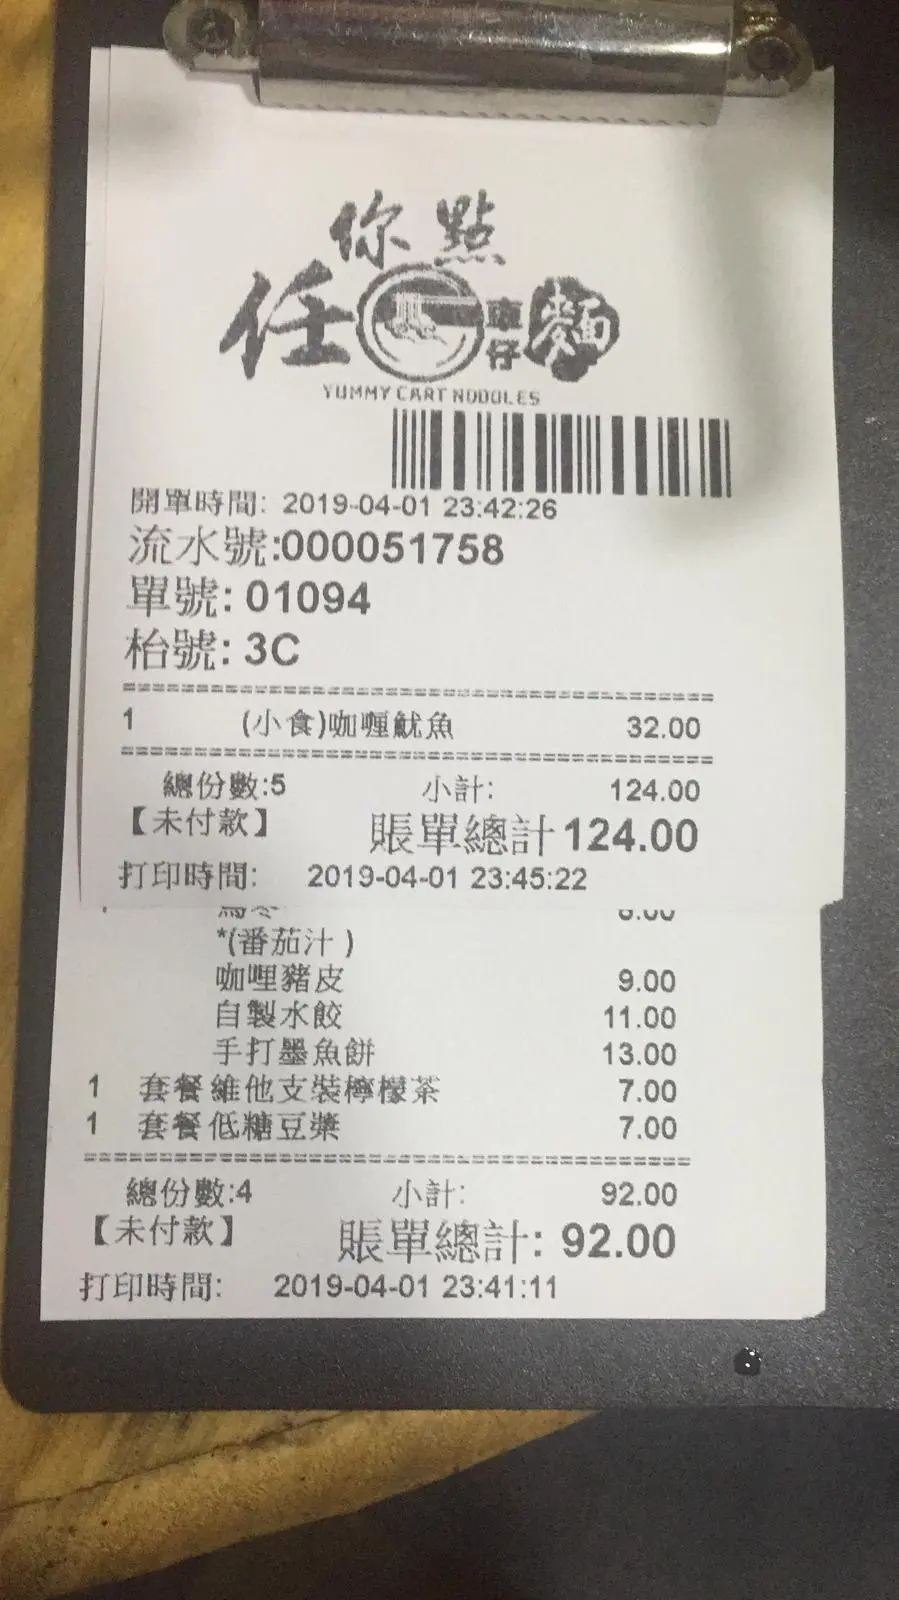 你點
任 車仔麵
YUMMY CART NOODLES
開單時間: 2019-04-01 23:42:26
流水號:000051758
單號: 01094
枱號: 3C
1 (小食)咖喱魷魚 32.00
總份數:5 小計: 124.00
【未付款】 賬單總計 124.00
打印時間: 2019-04-01 23:45:22
*(番茄汁)
咖哩豬皮 9.00
自製水餃 11.00
手打墨魚餅 13.00
1 套餐維他支裝檸檬茶 7.00
1 套餐低糖豆漿 7.00
總份數:4 小計: 92.00
【未付款】 賬單總計: 92.00
打印時間: 2019-04-01 23:41:11